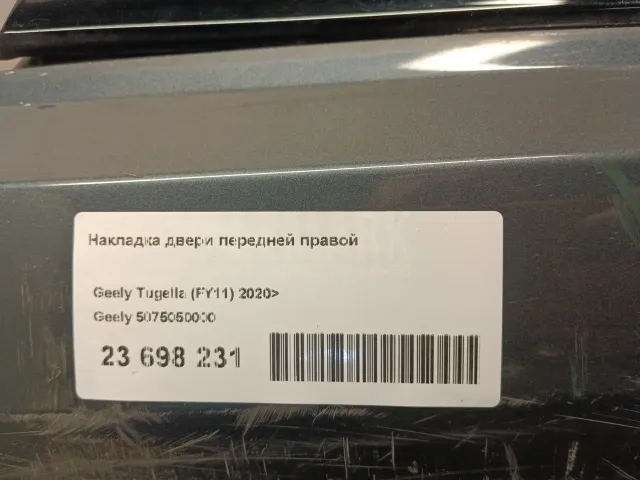 Накладка двери передней правой
Geely Tugella (FY11) 2020>
Geely 5075050000
23 698 231